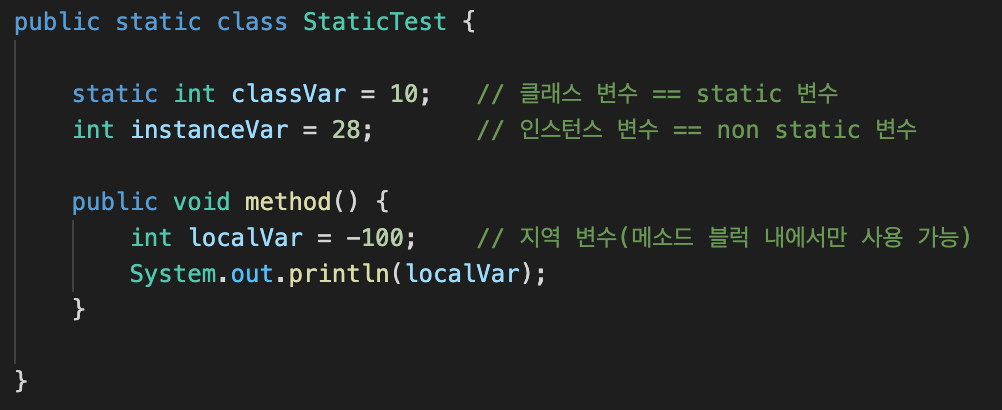 public static class StaticTest {
static int classVar = 10; // 클래스 변수 == static 변수
int instanceVar = 28; // 인스턴스 변수 == non static 변수
public void method() {
int localVar = -100; // 지역 변수(메소드 블럭 내에서만 사용 가능)
System.out.println(localVar);
}
}